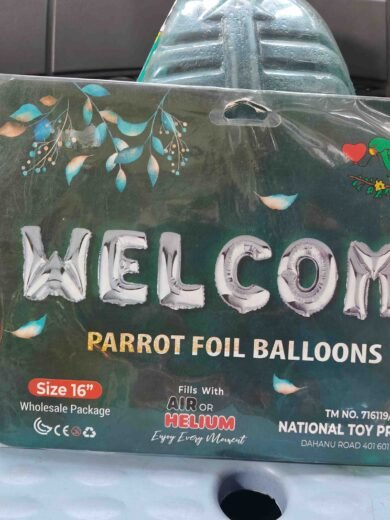 WELCOM
PARROT FOIL BALLOONS
Size 16”
Wholesale Package
Fills With
AIR OR
HELIUM
Enjoy Every Moment
CE
TM NO. 716119/
NATIONAL TOY PR
DAHANU ROAD 401 601